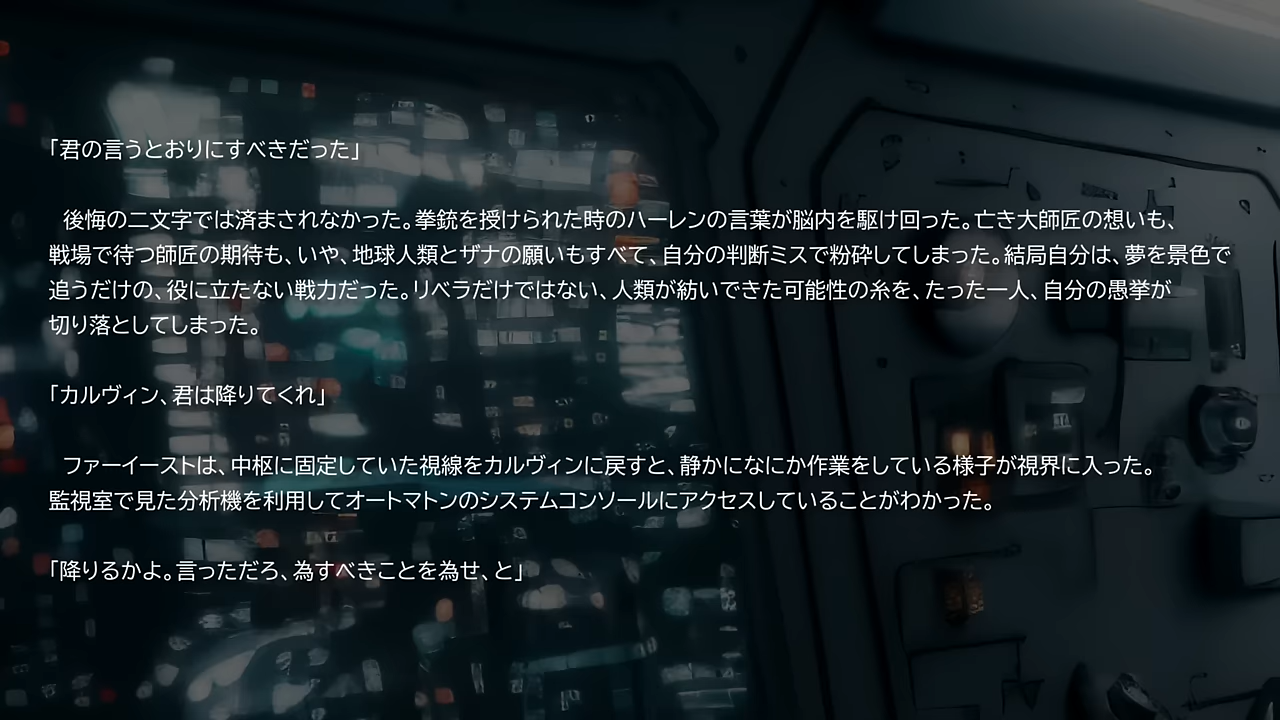 「君の言うとおりにすべきだった」
後悔の二文字では済まされなかった。拳銃を授けられた時のハーレンの言葉が脳内を駆け回った。亡き大師匠の想いも、
戦場で待つ師匠の期待も、いや、地球人類とザナの願いもすべて、自分の判断ミスで粉砕してしまった。結局自分は、夢を景色で
追うだけの、役に立たない戦力だった。リベラだけではない、人類が紡いできた可能性の糸を、たった一人、自分の愚挙が
切り落としてしまった。
「カルヴィン、君は降りてくれ」
ファーイーストは、中枢に固定していた視線をカルヴィンに戻すと、静かになにか作業をしている様子が視界に入った。
監視室で見た分析機を利用してオートマトンのシステムコンソールにアクセスしていることがわかった。
「降りるかよ。言っただろ、為すべきことを為せ、と」